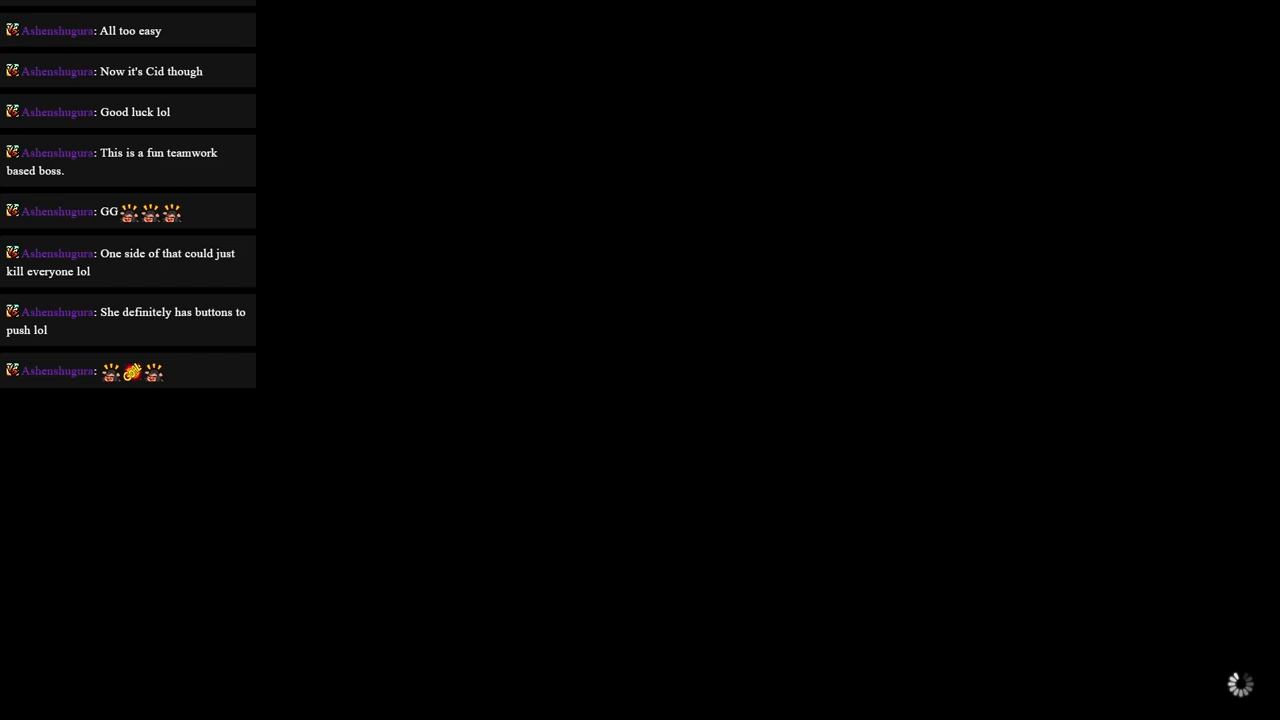 Ashenshugura: All too easy
Ashenshugura: Now it's Cid though
Ashenshugura: Good luck lol
Ashenshugura: This is a fun teamwork
based boss.
Ashenshugura: GG
Ashenshugura: One side of that could just
kill everyone lol
Ashenshugura: She definitely has buttons to
push lol
Ashenshugura: